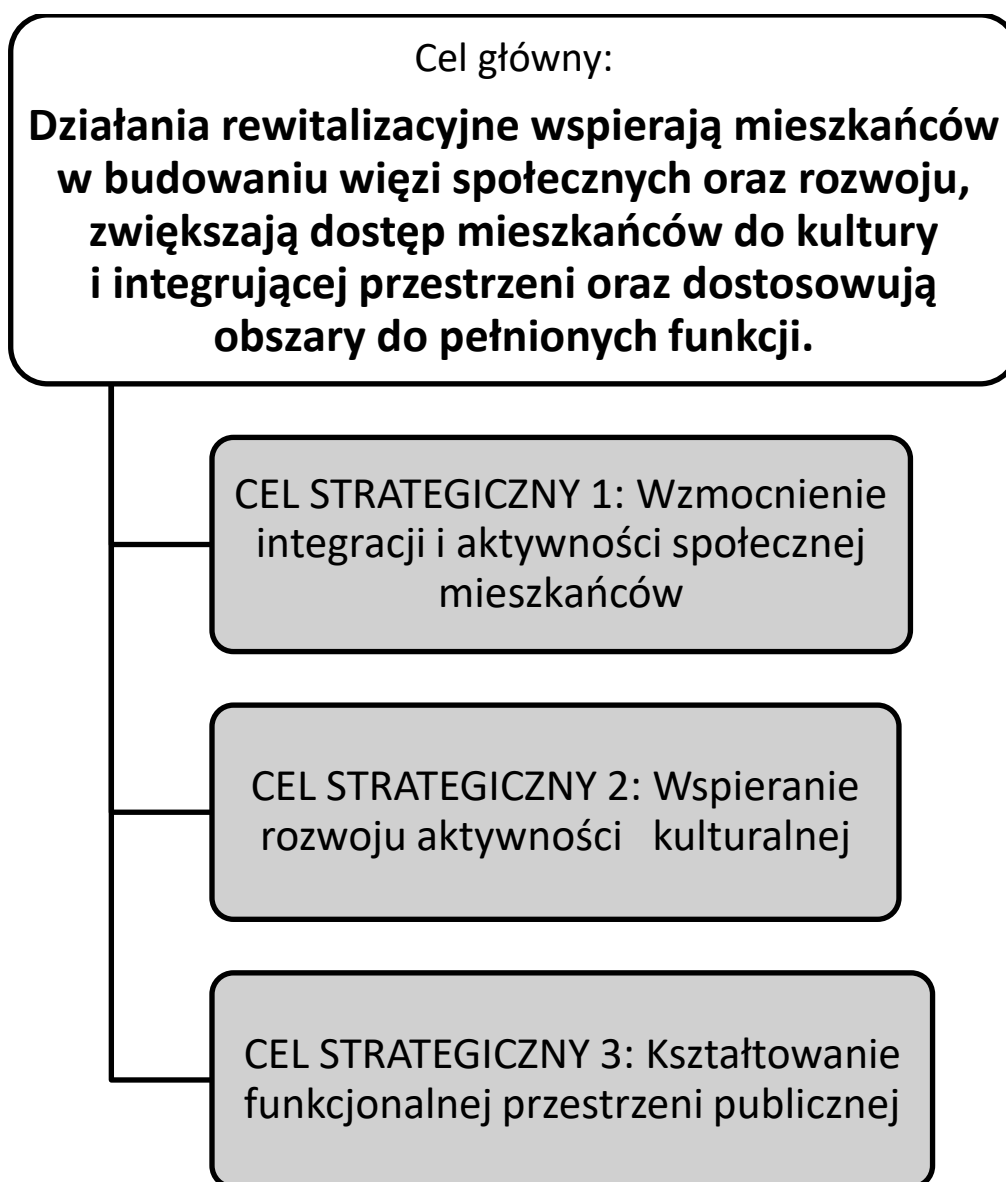 Cel główny:
Działania rewitalizacyjne wspierają mieszkańców
w budowaniu więzi społecznych oraz rozwoju,
zwiększają dostęp mieszkańców do kultury
i integrującej przestrzeni oraz dostosowują
obszary do pełnionych funkcji.
CEL STRATEGICZNY 1: Wzmocnienie
integracji i aktywności społecznej
mieszkańców
CEL STRATEGICZNY 2: Wspieranie
rozwoju aktywności kulturalnej
CEL STRATEGICZNY 3: Kształtowanie
funkcjonalnej przestrzeni publicznej